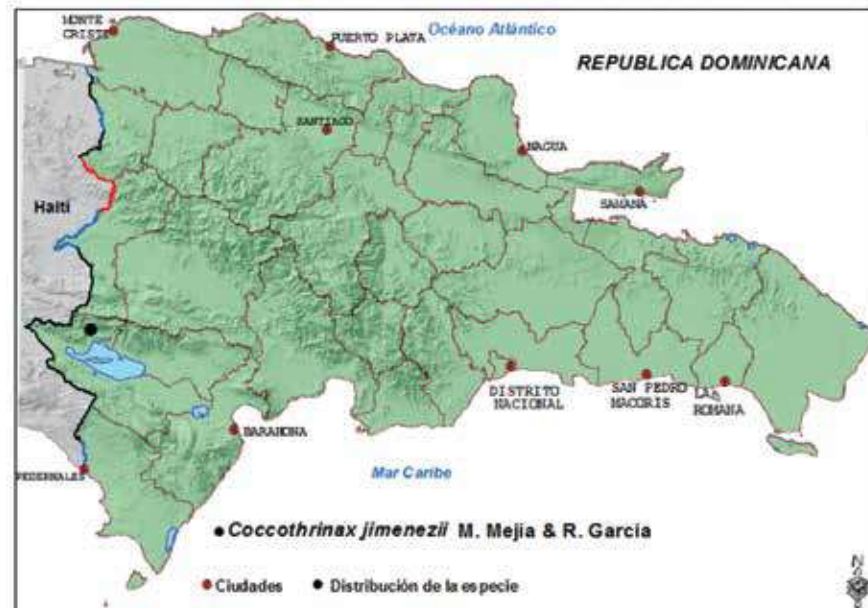 MONTE
CRISTI
PUERTO PLATA
Océano Atlántico
REPUBLICA DOMINICANA
SANTIAGO
NAGUA
SAMANA
Haití
DISTRITO
NACIONAL
SAN PEDRO
MACORIS
LA
ROMANA
BARAHONA
PEDERNALES
Mar Caribe
Coccothrinax jimenezii M. Mejía & R. García
Ciudades
Distribución de la especie
N